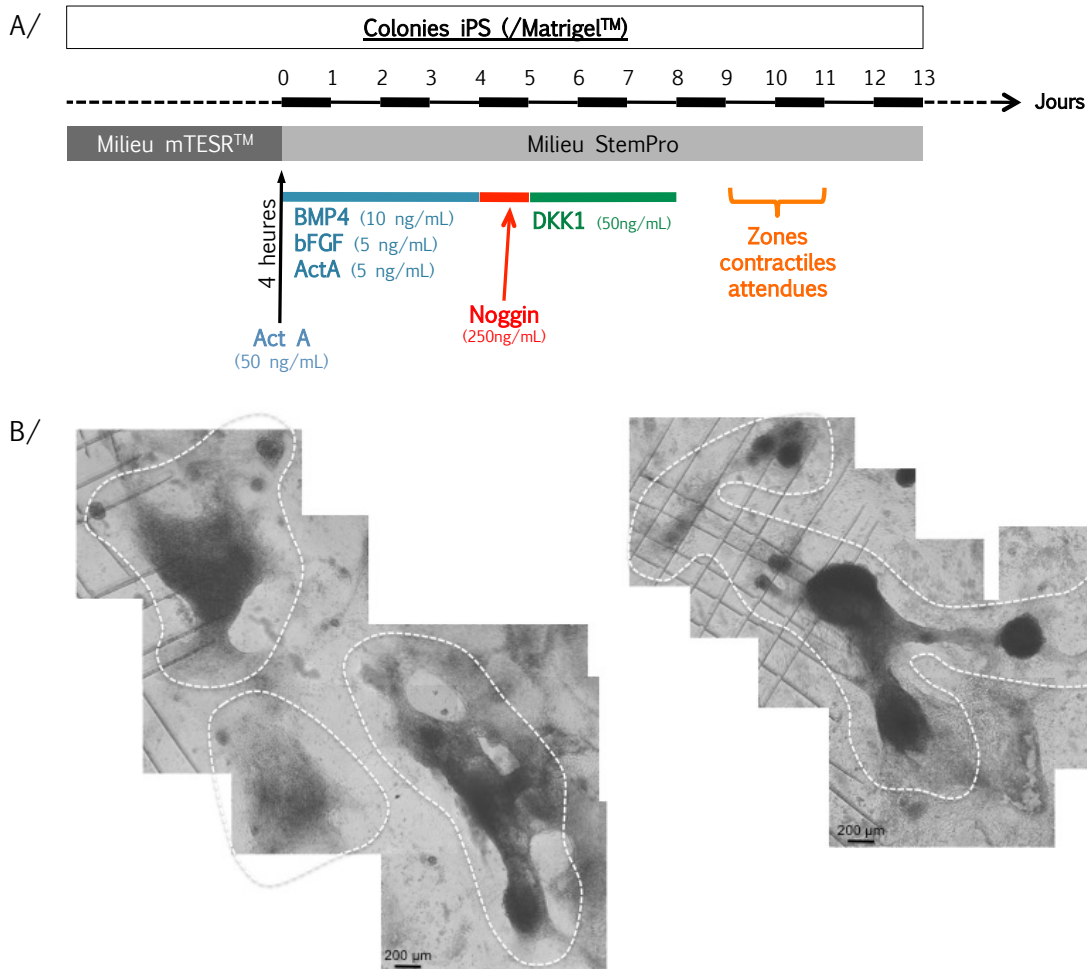 A/
Colonies iPS (/Matrigel™)
0 1 2 3 4 5 6 7 8 9 10 11 12 13
Jours
Milieu mTESR™
Milieu StemPro
4 heures
BMP4 (10 ng/mL)
bFGF (5 ng/mL)
ActA (5 ng/mL)
DKK1 (50ng/mL)
Zones
contractiles
attendues
Noggin
(250ng/mL)
Act A
(50 ng/mL)
B/
200 µm
200 µm